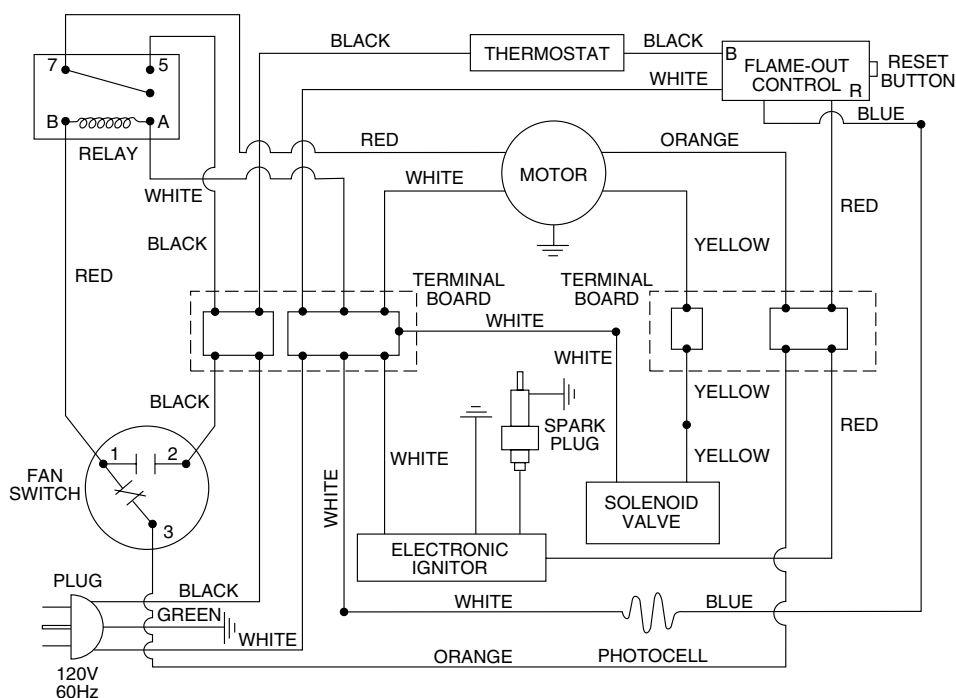 BLACK
THERMOSTAT
BLACK
B
FLAME-OUT
CONTROL
R
RESET
BUTTON
7
5
WHITE
BLUE
B
A
RELAY
RED
MOTOR
ORANGE
WHITE
WHITE
RED
BLACK
YELLOW
RED
TERMINAL
BOARD
TERMINAL
BOARD
WHITE
WHITE
BLACK
YELLOW
SPARK
PLUG
RED
1
2
WHITE
YELLOW
FAN
SWITCH
WHITE
SOLENOID
VALVE
3
ELECTRONIC
IGNITOR
PLUG
BLACK
WHITE
BLUE
GREEN
WHITE
ORANGE
PHOTOCELL
120V
60Hz